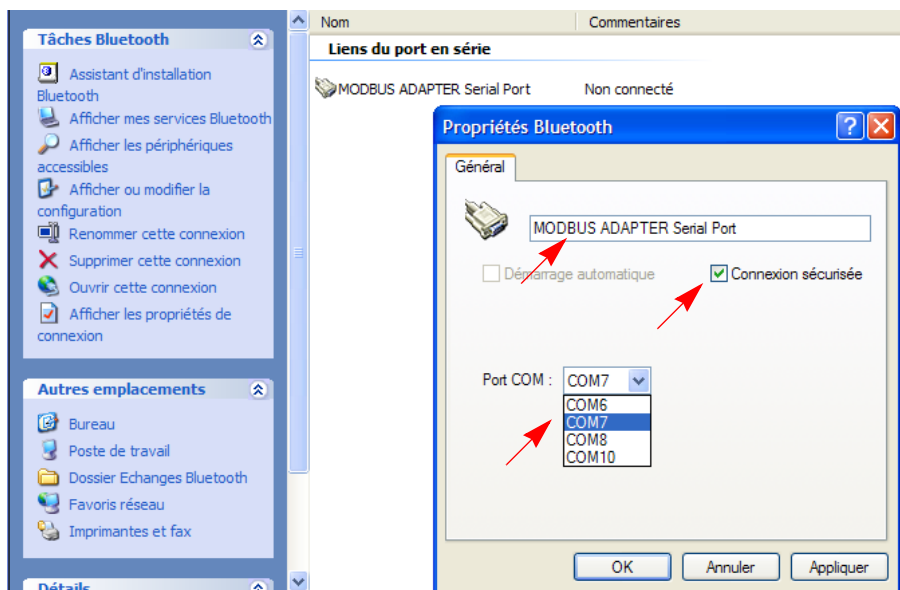 Tâches Bluetooth
Assistant d'installation
Bluetooth
Afficher mes services Bluetooth
Afficher les périphériques
accessibles
Afficher ou modifier la
configuration
Renommer cette connexion
Supprimer cette connexion
Ouvrir cette connexion
Afficher les propriétés de
connexion
Autres emplacements
Bureau
Poste de travail
Dossier Echanges Bluetooth
Favoris réseau
Imprimantes et fax
Détails
Nom Commentaires
Liens du port en série
MODBUS ADAPTER Serial Port Non connecté
Propriétés Bluetooth
Général
MODBUS ADAPTER Serial Port
Démarrage automatique Connexion sécurisée
Port COM : COM7
COM6
COM7
COM8
COM10
OK Annuler Appliquer